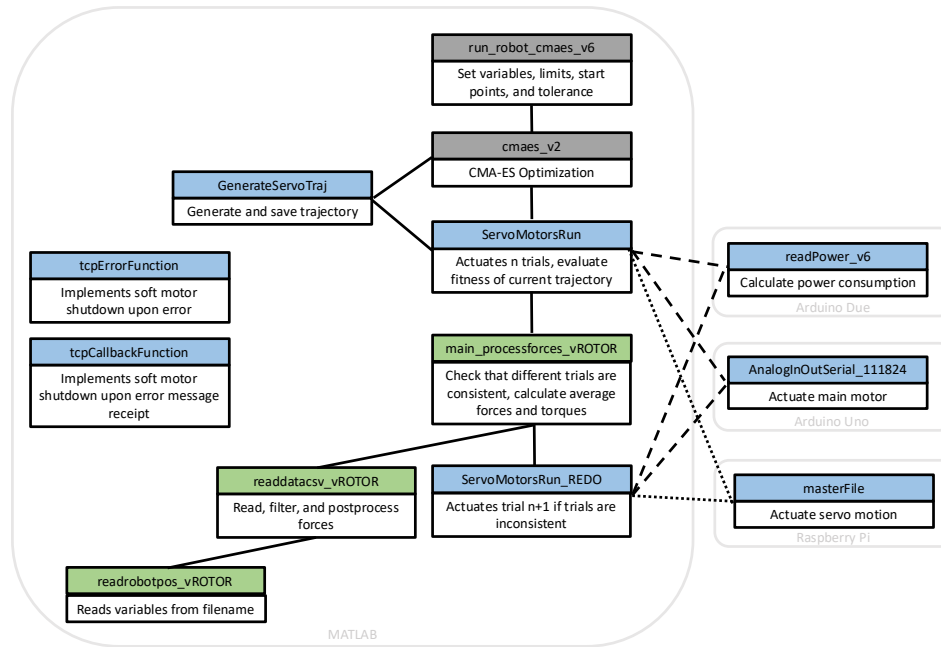 run_robot_cmaes_v6
Set variables, limits, start
points, and tolerance
cmaes_v2
CMA-ES Optimization
GenerateServoTraj
Generate and save trajectory
ServoMotorsRun
Actuates n trials, evaluate
fitness of current trajectory
readPower_v6
Calculate power consumption
Arduino Due
tcpErrorFunction
Implements soft motor
shutdown upon error
main_processforces_vROTOR
Check that different trials are
consistent, calculate average
forces and torques
tcpCallbackFunction
Implements soft motor
shutdown upon error message
receipt
AnalogInOutSerial_111824
Actuate main motor
Arduino Uno
readdatacsv_vROTOR
Read, filter, and postprocess
forces
ServoMotorsRun_REDO
Actuates trial n+1 if trials are
inconsistent
masterFile
Actuate servo motion
Raspberry Pi
readrobotpos_vROTOR
Reads variables from filename
MATLAB